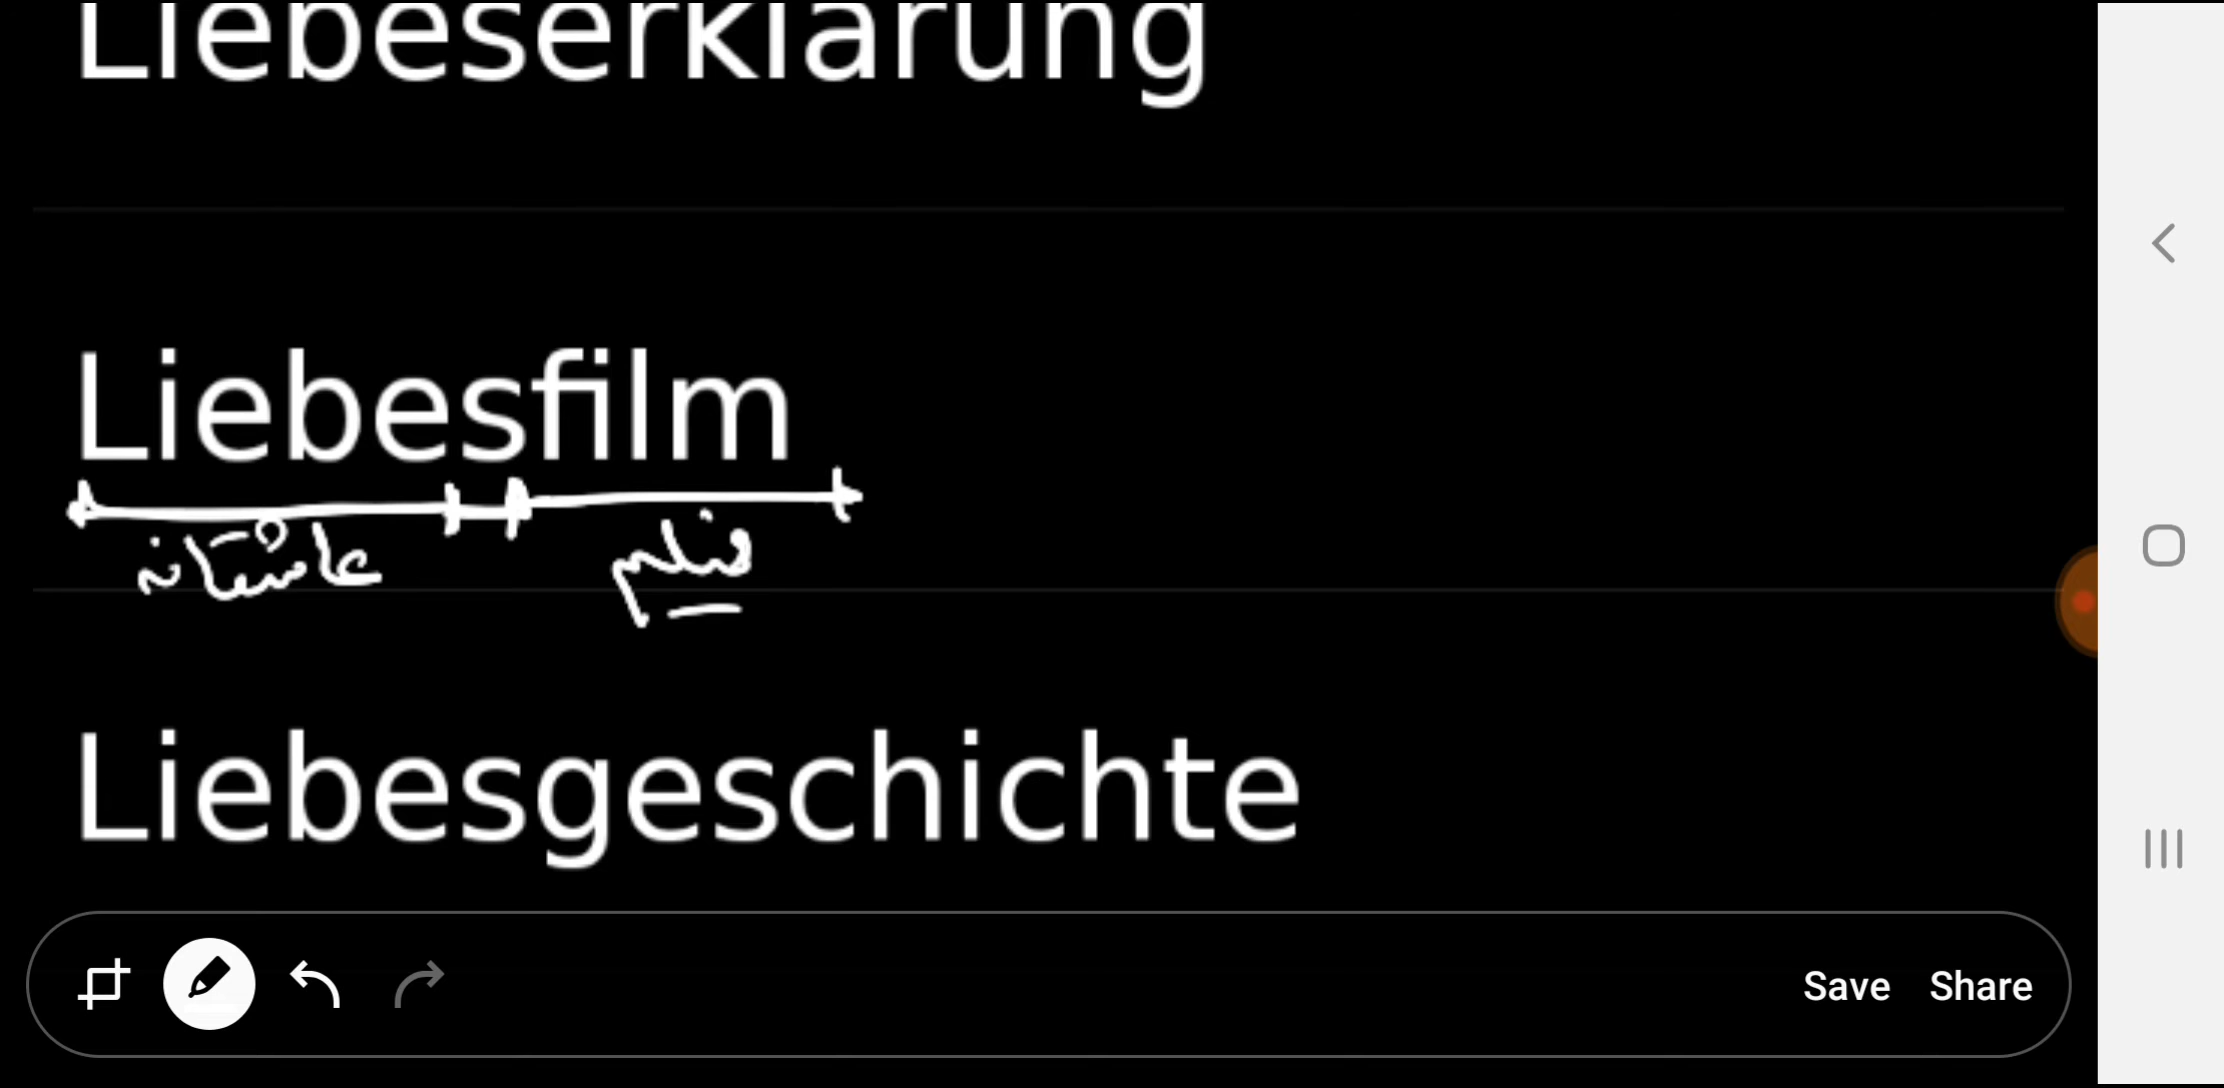 Liebeserklärung
Liebesfilm
عاشقانه فیلم
Liebesgeschichte
Save Share